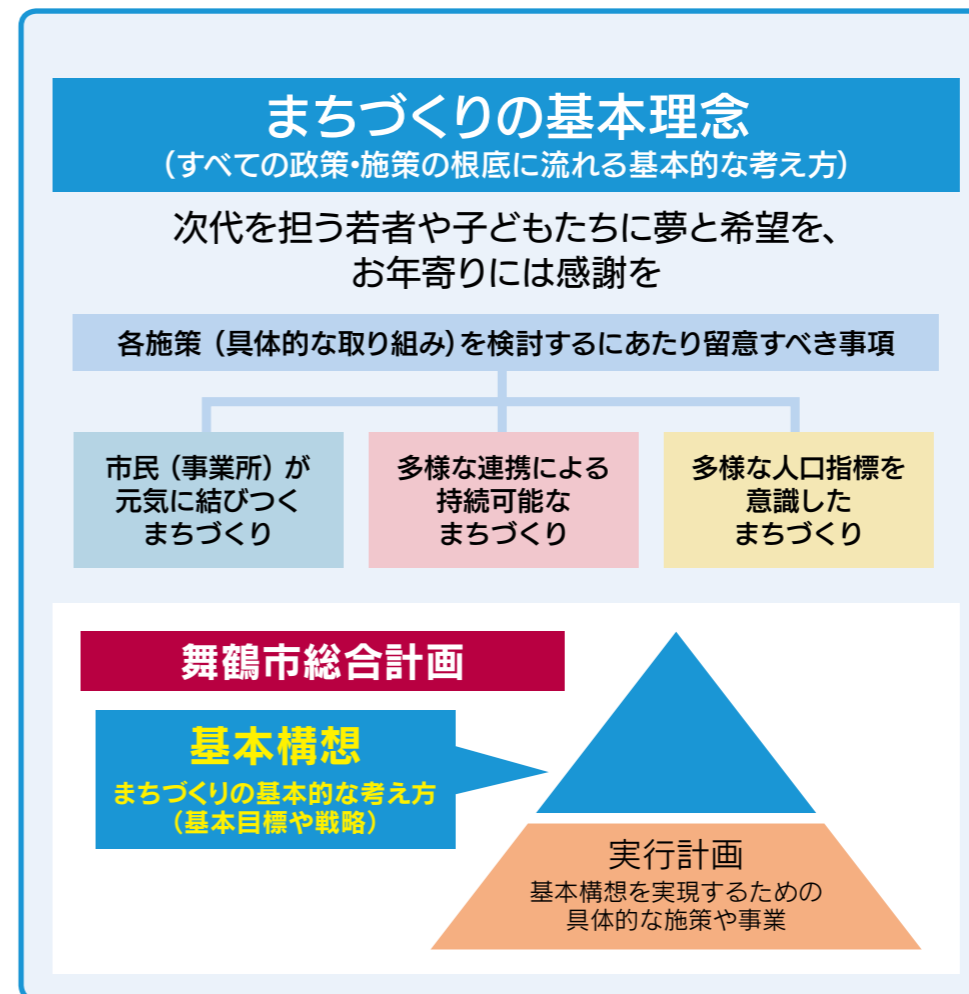 まちづくりの基本理念
(すべての政策・施策の根底に流れる基本的な考え方)
次代を担う若者や子どもたちに夢と希望を、
お年寄りには感謝を
各施策(具体的な取り組み)を検討するにあたり留意すべき事項
市民(事業所)が
元気に結びつく
まちづくり
多様な連携による
持続可能な
まちづくり
多様な人口指標を
意識した
まちづくり
舞鶴市総合計画
基本構想
まちづくりの基本的な考え方
(基本目標や戦略)
実行計画
基本構想を実現するための
具体的な施策や事業